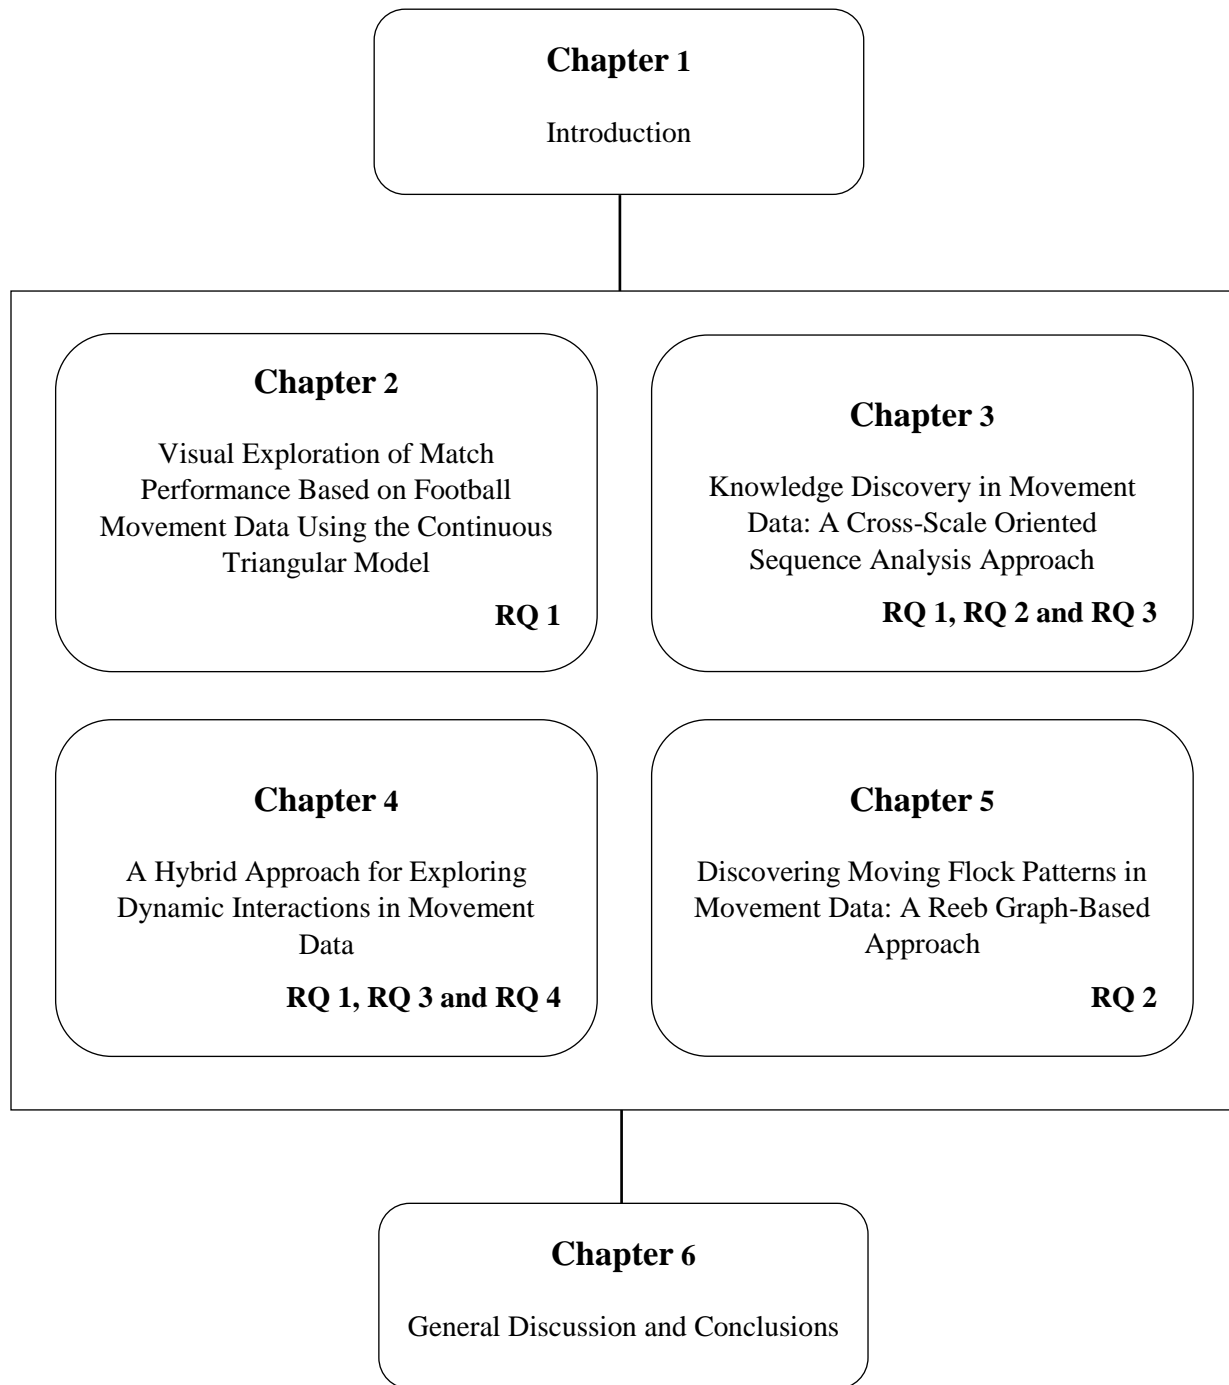 Chapter 1
Introduction
Chapter 2
Visual Exploration of Match
Performance Based on Football
Movement Data Using the Continuous
Triangular Model
RQ 1
Chapter 3
Knowledge Discovery in Movement
Data: A Cross-Scale Oriented
Sequence Analysis Approach
RQ 1, RQ 2 and RQ 3
Chapter 4
A Hybrid Approach for Exploring
Dynamic Interactions in Movement
Data
RQ 1, RQ 3 and RQ 4
Chapter 5
Discovering Moving Flock Patterns in
Movement Data: A Reeb Graph-Based
Approach
RQ 2
Chapter 6
General Discussion and Conclusions